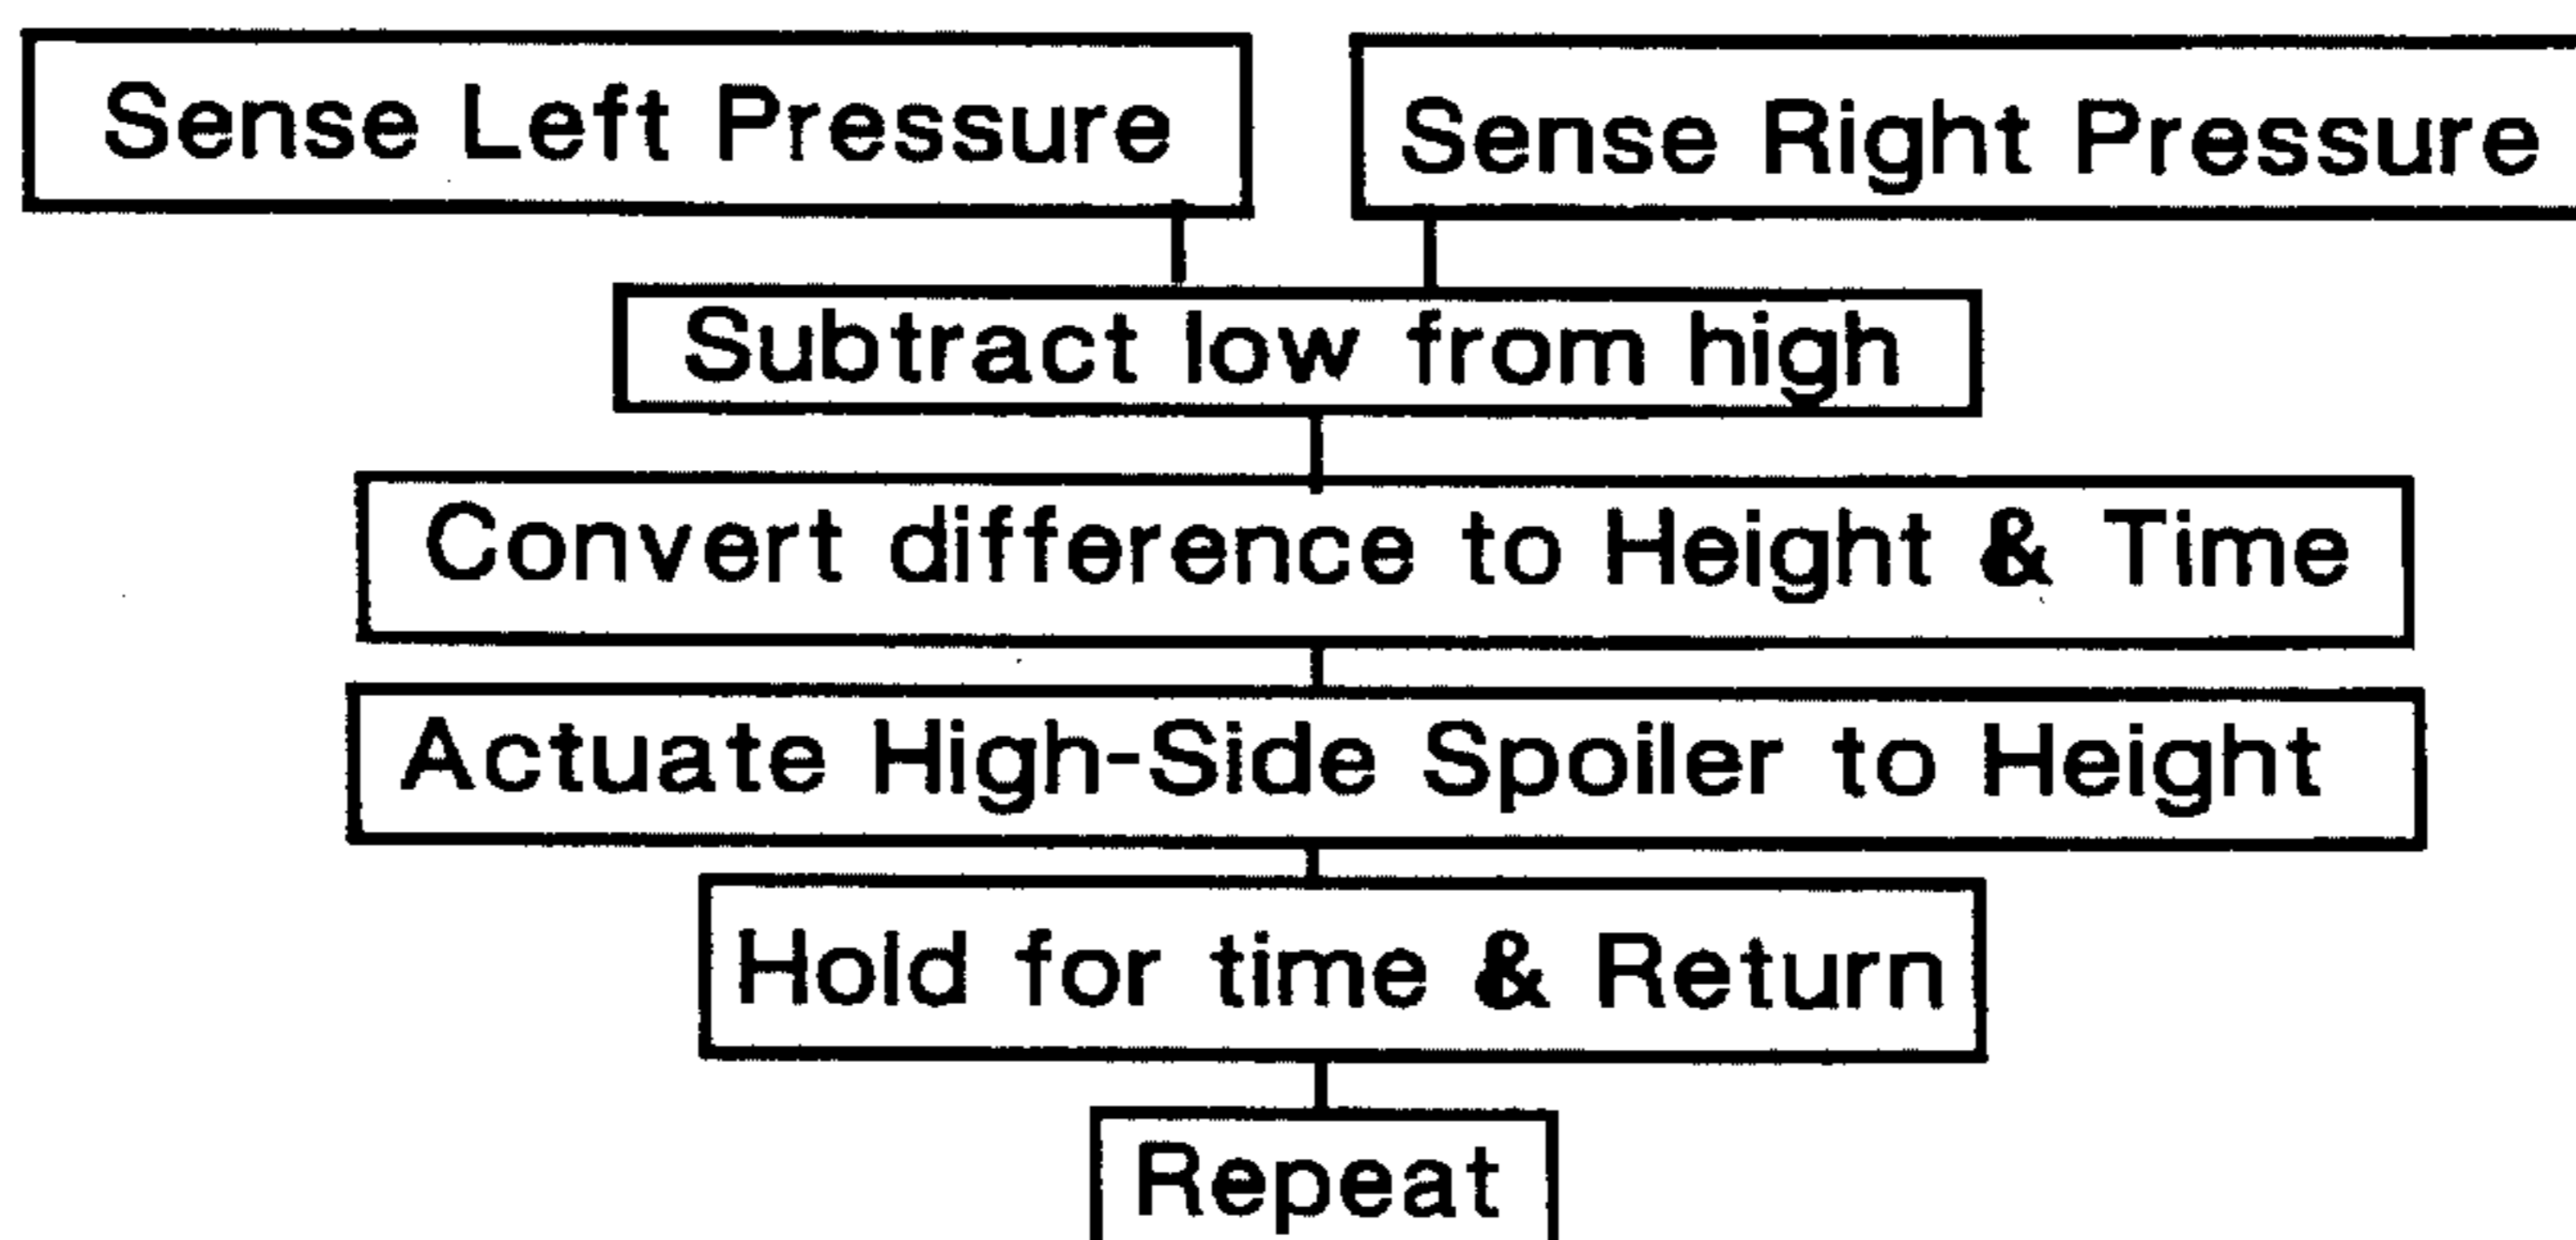 Sense Left Pressure
Sense Right Pressure
Subtract low from high
Convert difference to Height & Time
Actuate High-Side Spoiler to Height
Hold for time & Return
Repeat